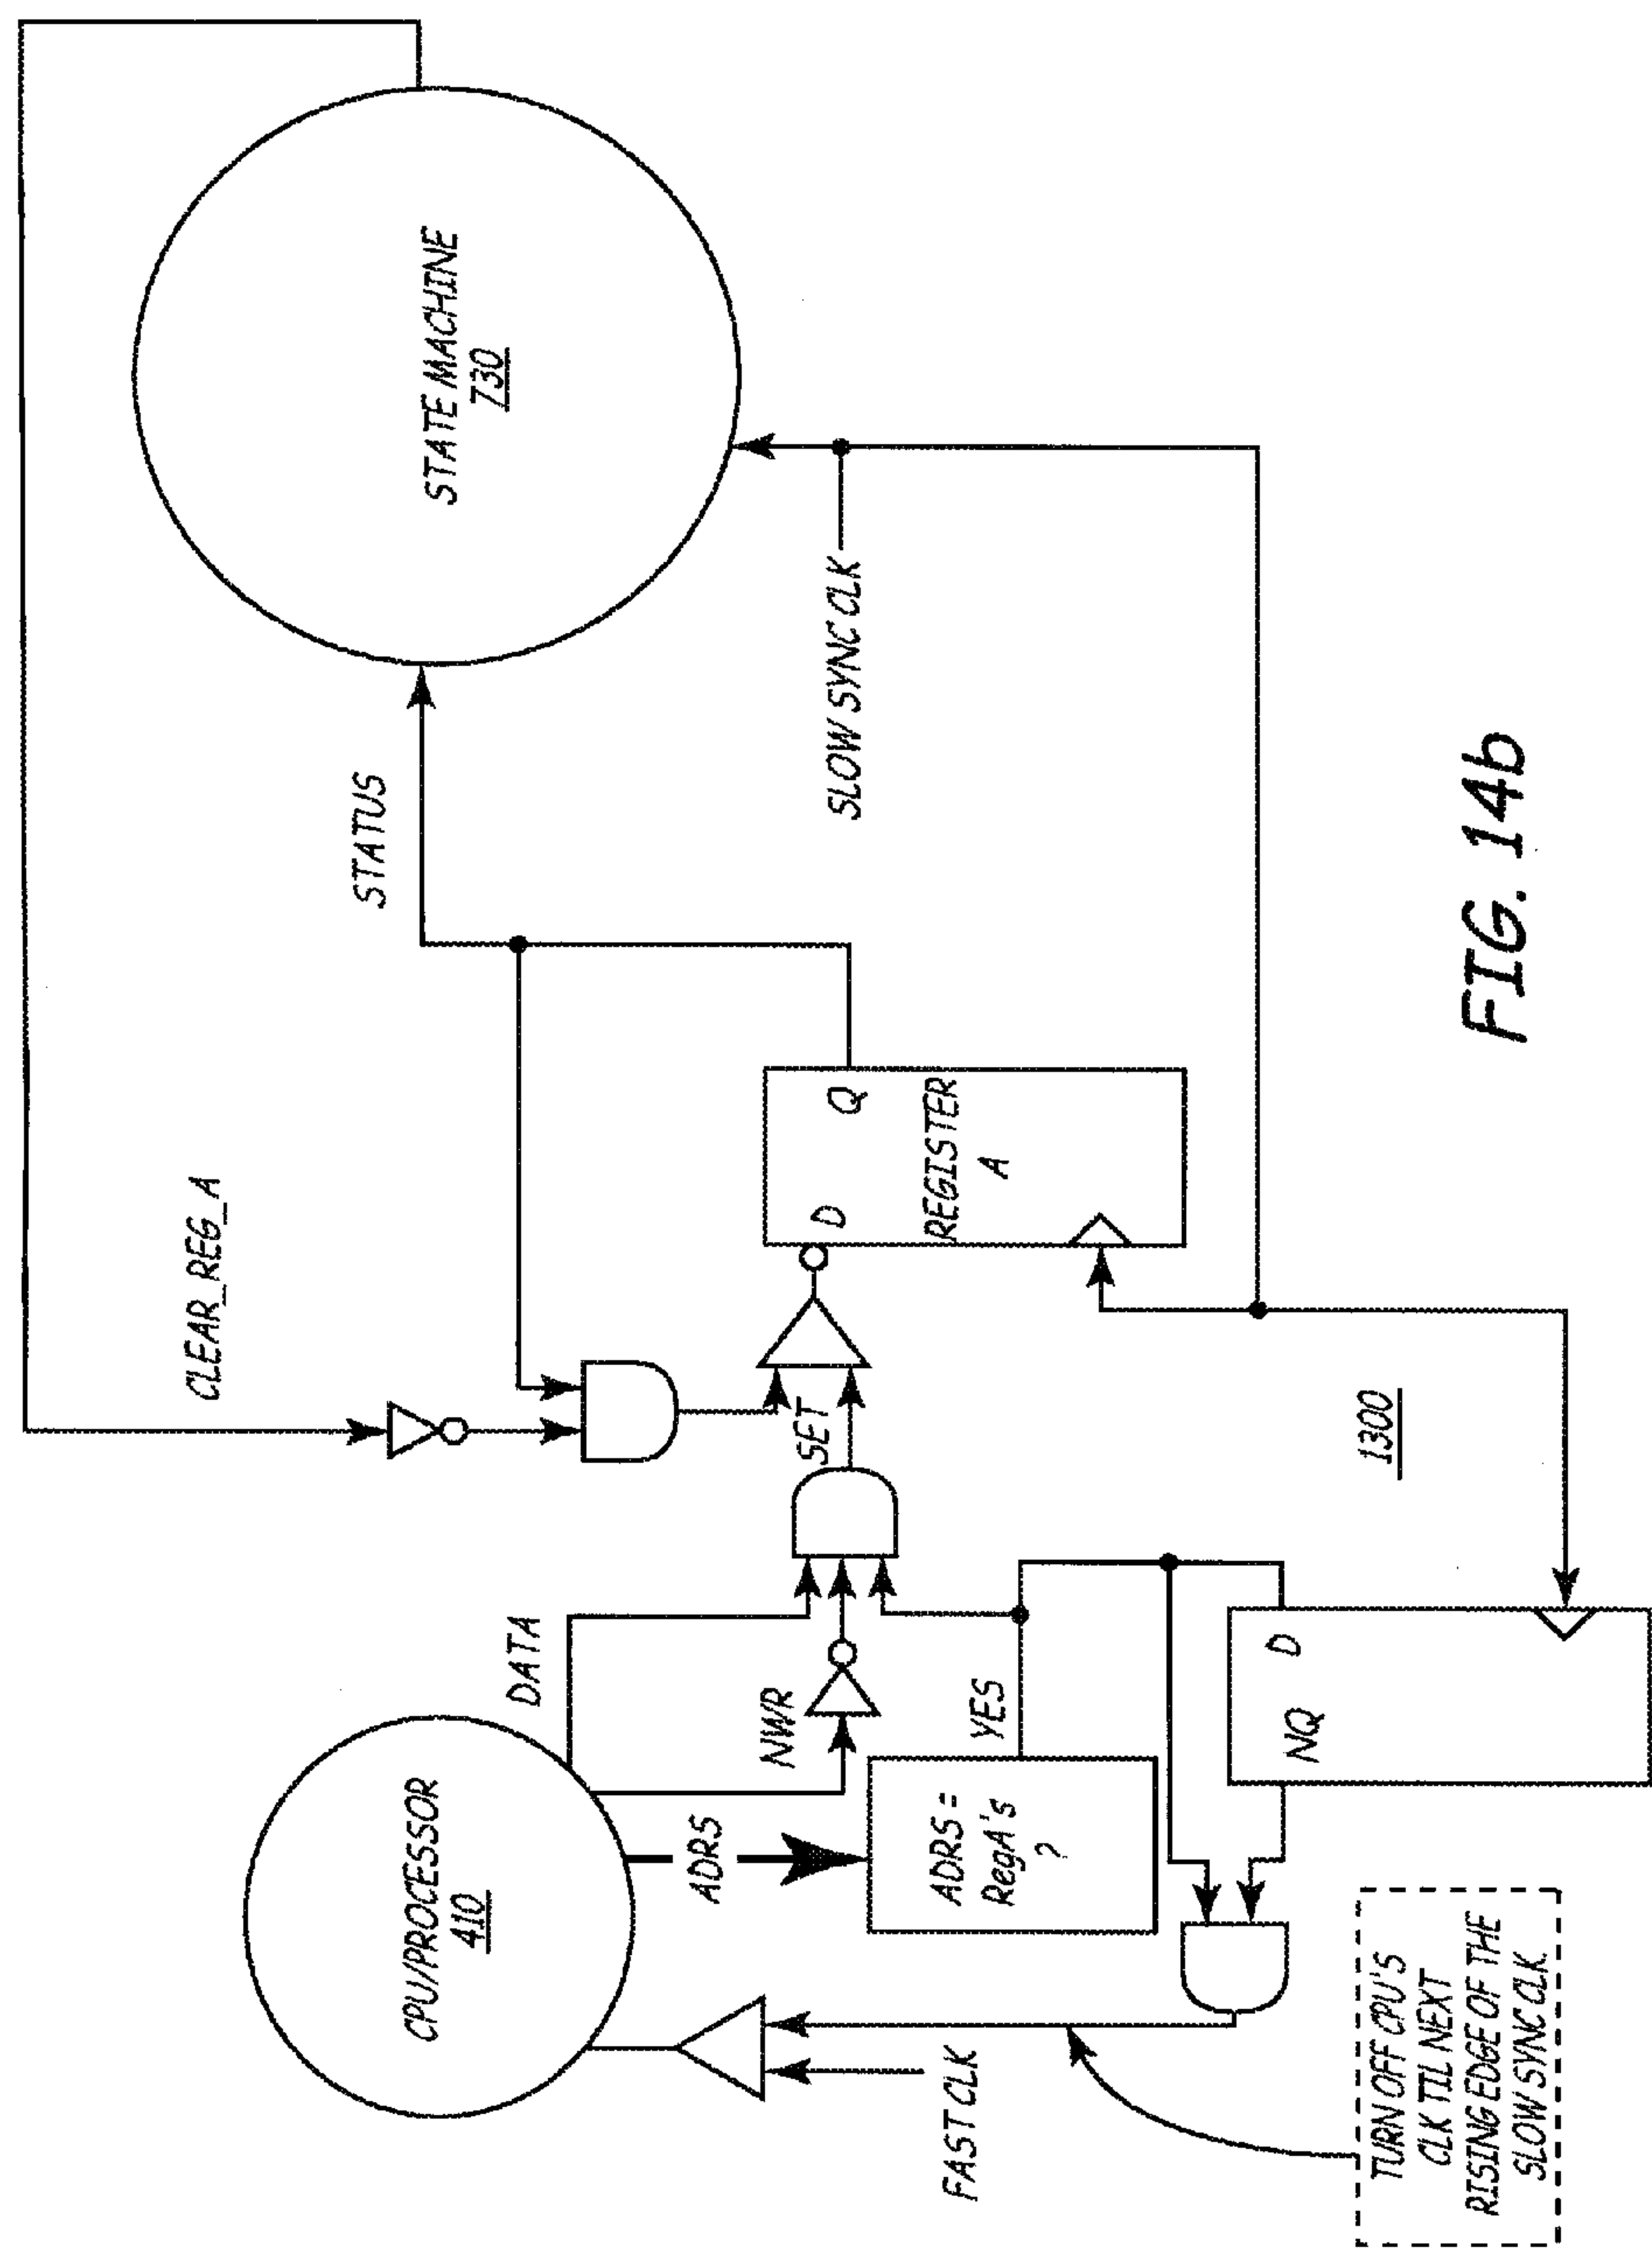 CPU/PROCESSOR
410
FAST CLK
TURN OFF CPU'S
CLK TIL NEXT
RISING EDGE OF THE
SLOW SYNC CLK.
ADRS
NWR
DATA
ADRS =
RegA's
?
YES
NQ
D
SET
CLEAR_REG_A
D
Q
REGISTER
A
1300
STATUS
SLOW SYNC CLK
STATE MACHINE
730
FIG. 14b